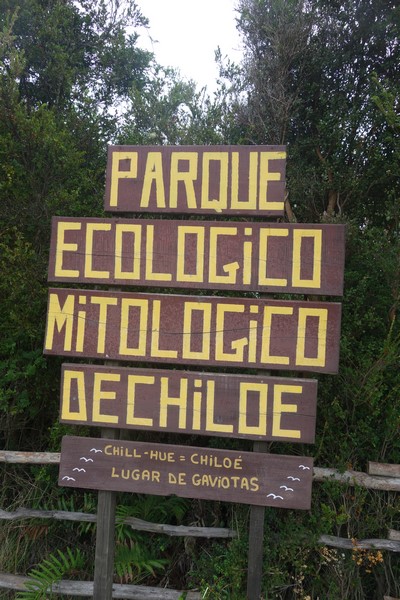 PARQUE
ECOLOGiCO
MiTOLOGiCO
DECHiLOE
CHILL-HUE = CHILOÉ
LUGAR DE GAVIOTAS